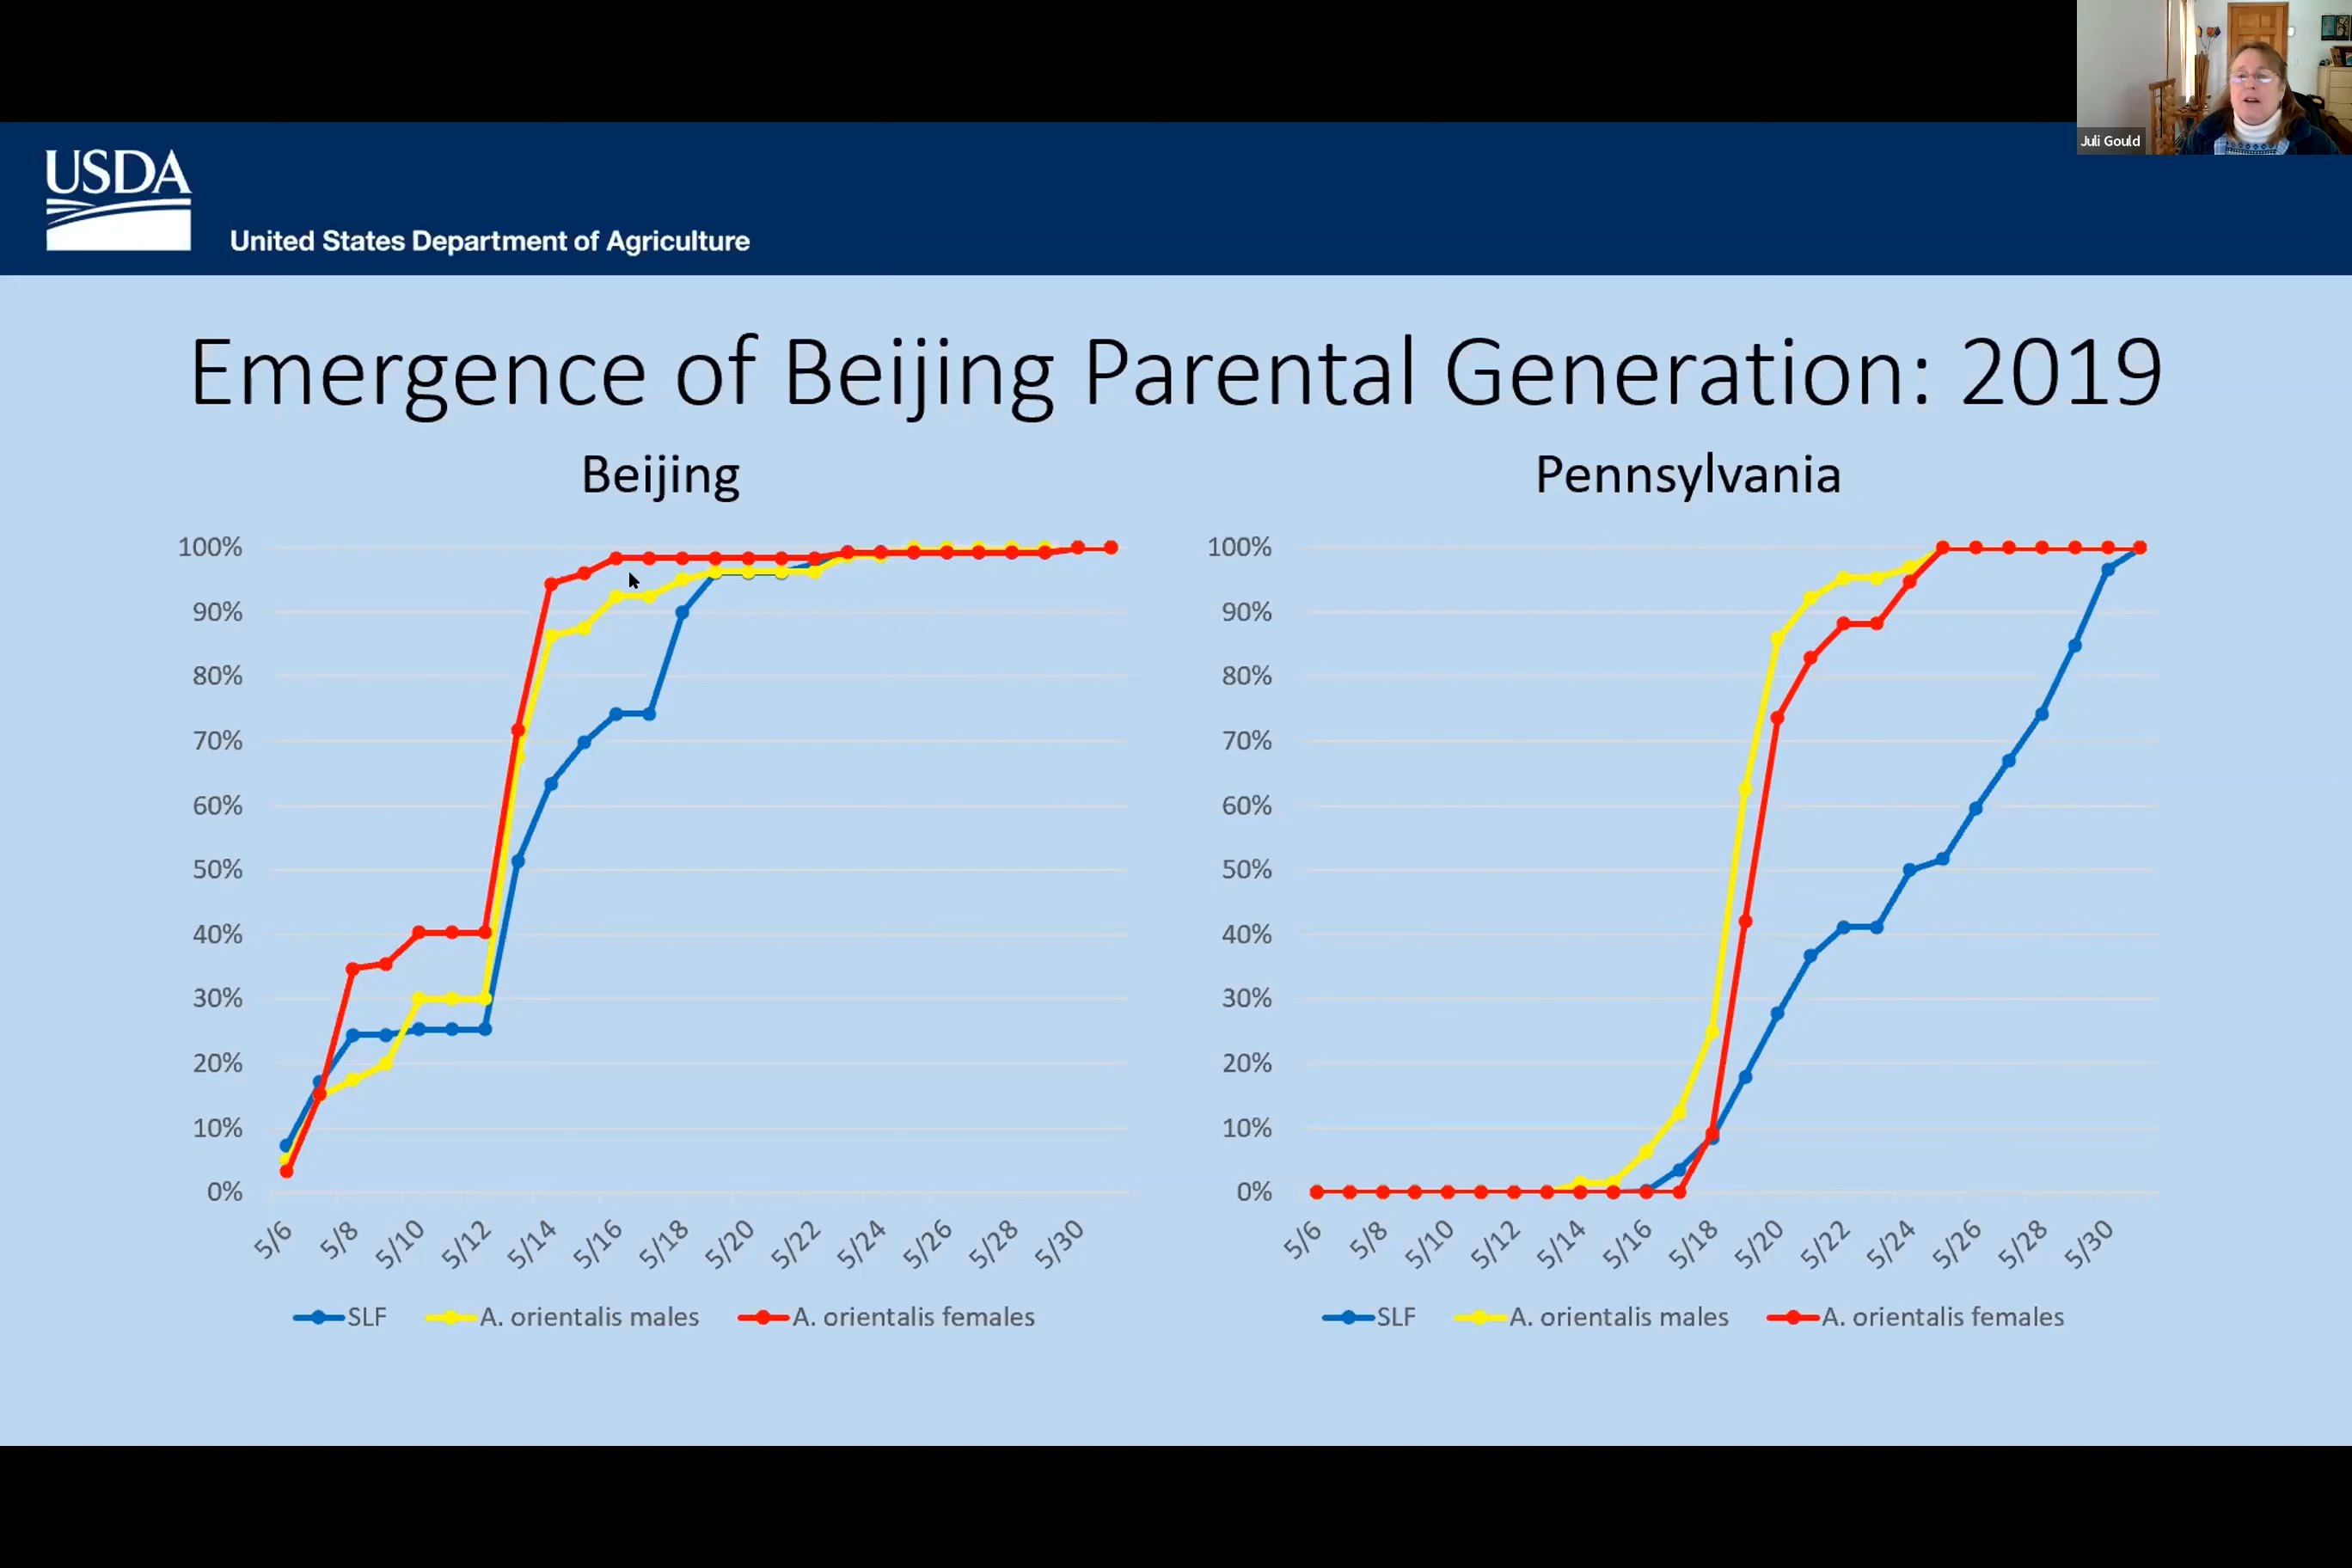 Juli Gould
USDA
United States Department of Agriculture
Emergence of Beijing Parental Generation: 2019
Beijing
100%
90%
80%
70%
60%
50%
40%
30%
20%
10%
0%
5/6 5/8 5/10 5/12 5/14 5/16 5/18 5/20 5/22 5/24 5/26 5/28 5/30
SLF A. orientalis males A. orientalis females
Pennsylvania
100%
90%
80%
70%
60%
50%
40%
30%
20%
10%
0%
5/6 5/8 5/10 5/12 5/14 5/16 5/18 5/20 5/22 5/24 5/26 5/28 5/30
SLF A. orientalis males A. orientalis females